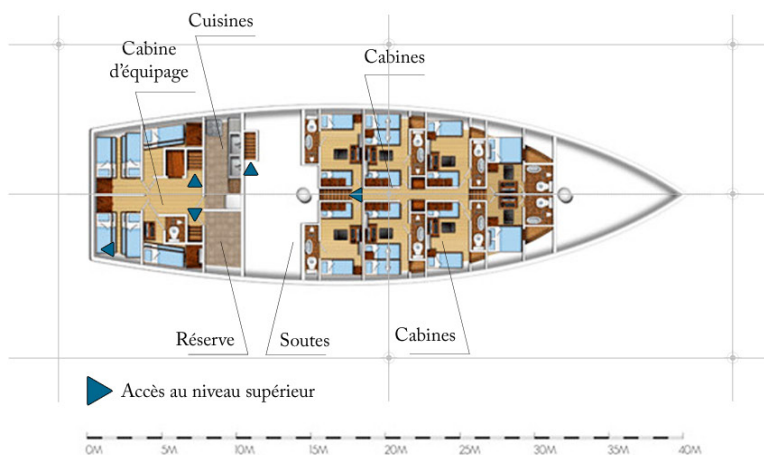 Cuisines
Cabine
d'équipage
Cabines
Réserve
Soutes
Cabines
Accès au niveau supérieur
0M 5M 10M 15M 20M 25M 30M 35M 40M